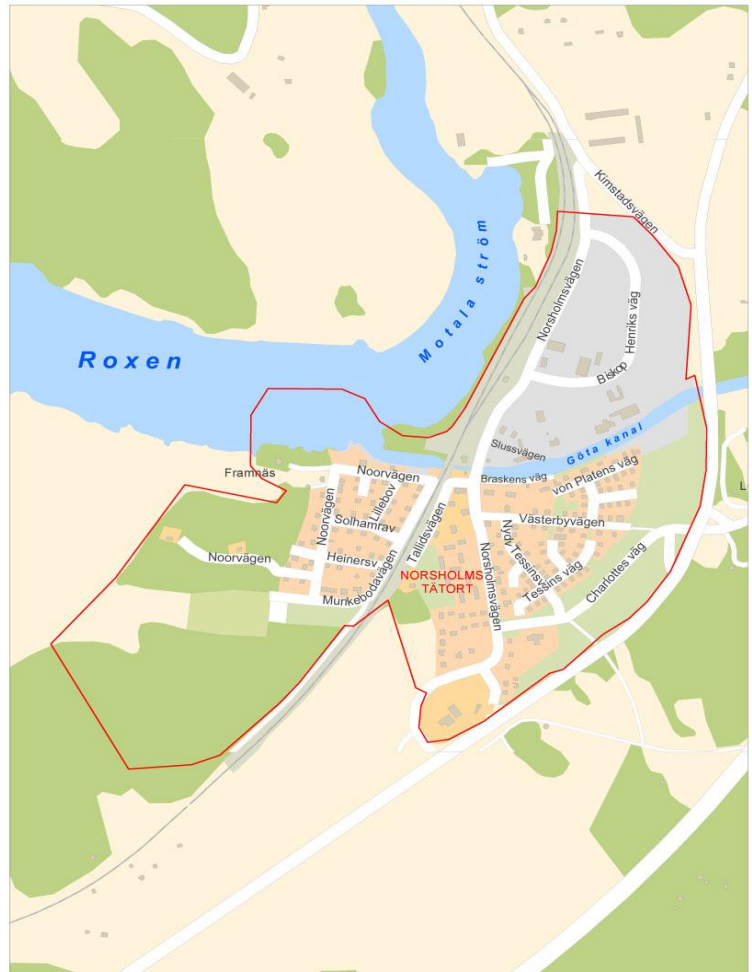 Kimstadsvägen
Motala ström
Norsholmsvägen
Henriks väg
Biskop
Roxen
Slussvägen
Göta kanal
Framnäs
Noorvägen
Braskens väg
von Platens väg
Lillebov
L
Noorvägen
Solhamrav
Västerbyvägen
Tallidsvägen
Nydv
Tessinsv
Noorvägen
Heinersv
Norsholmsvägen
Tessins väg
Charlottes väg
NORSHOLMS
TÄTORT
Munkebodavägen